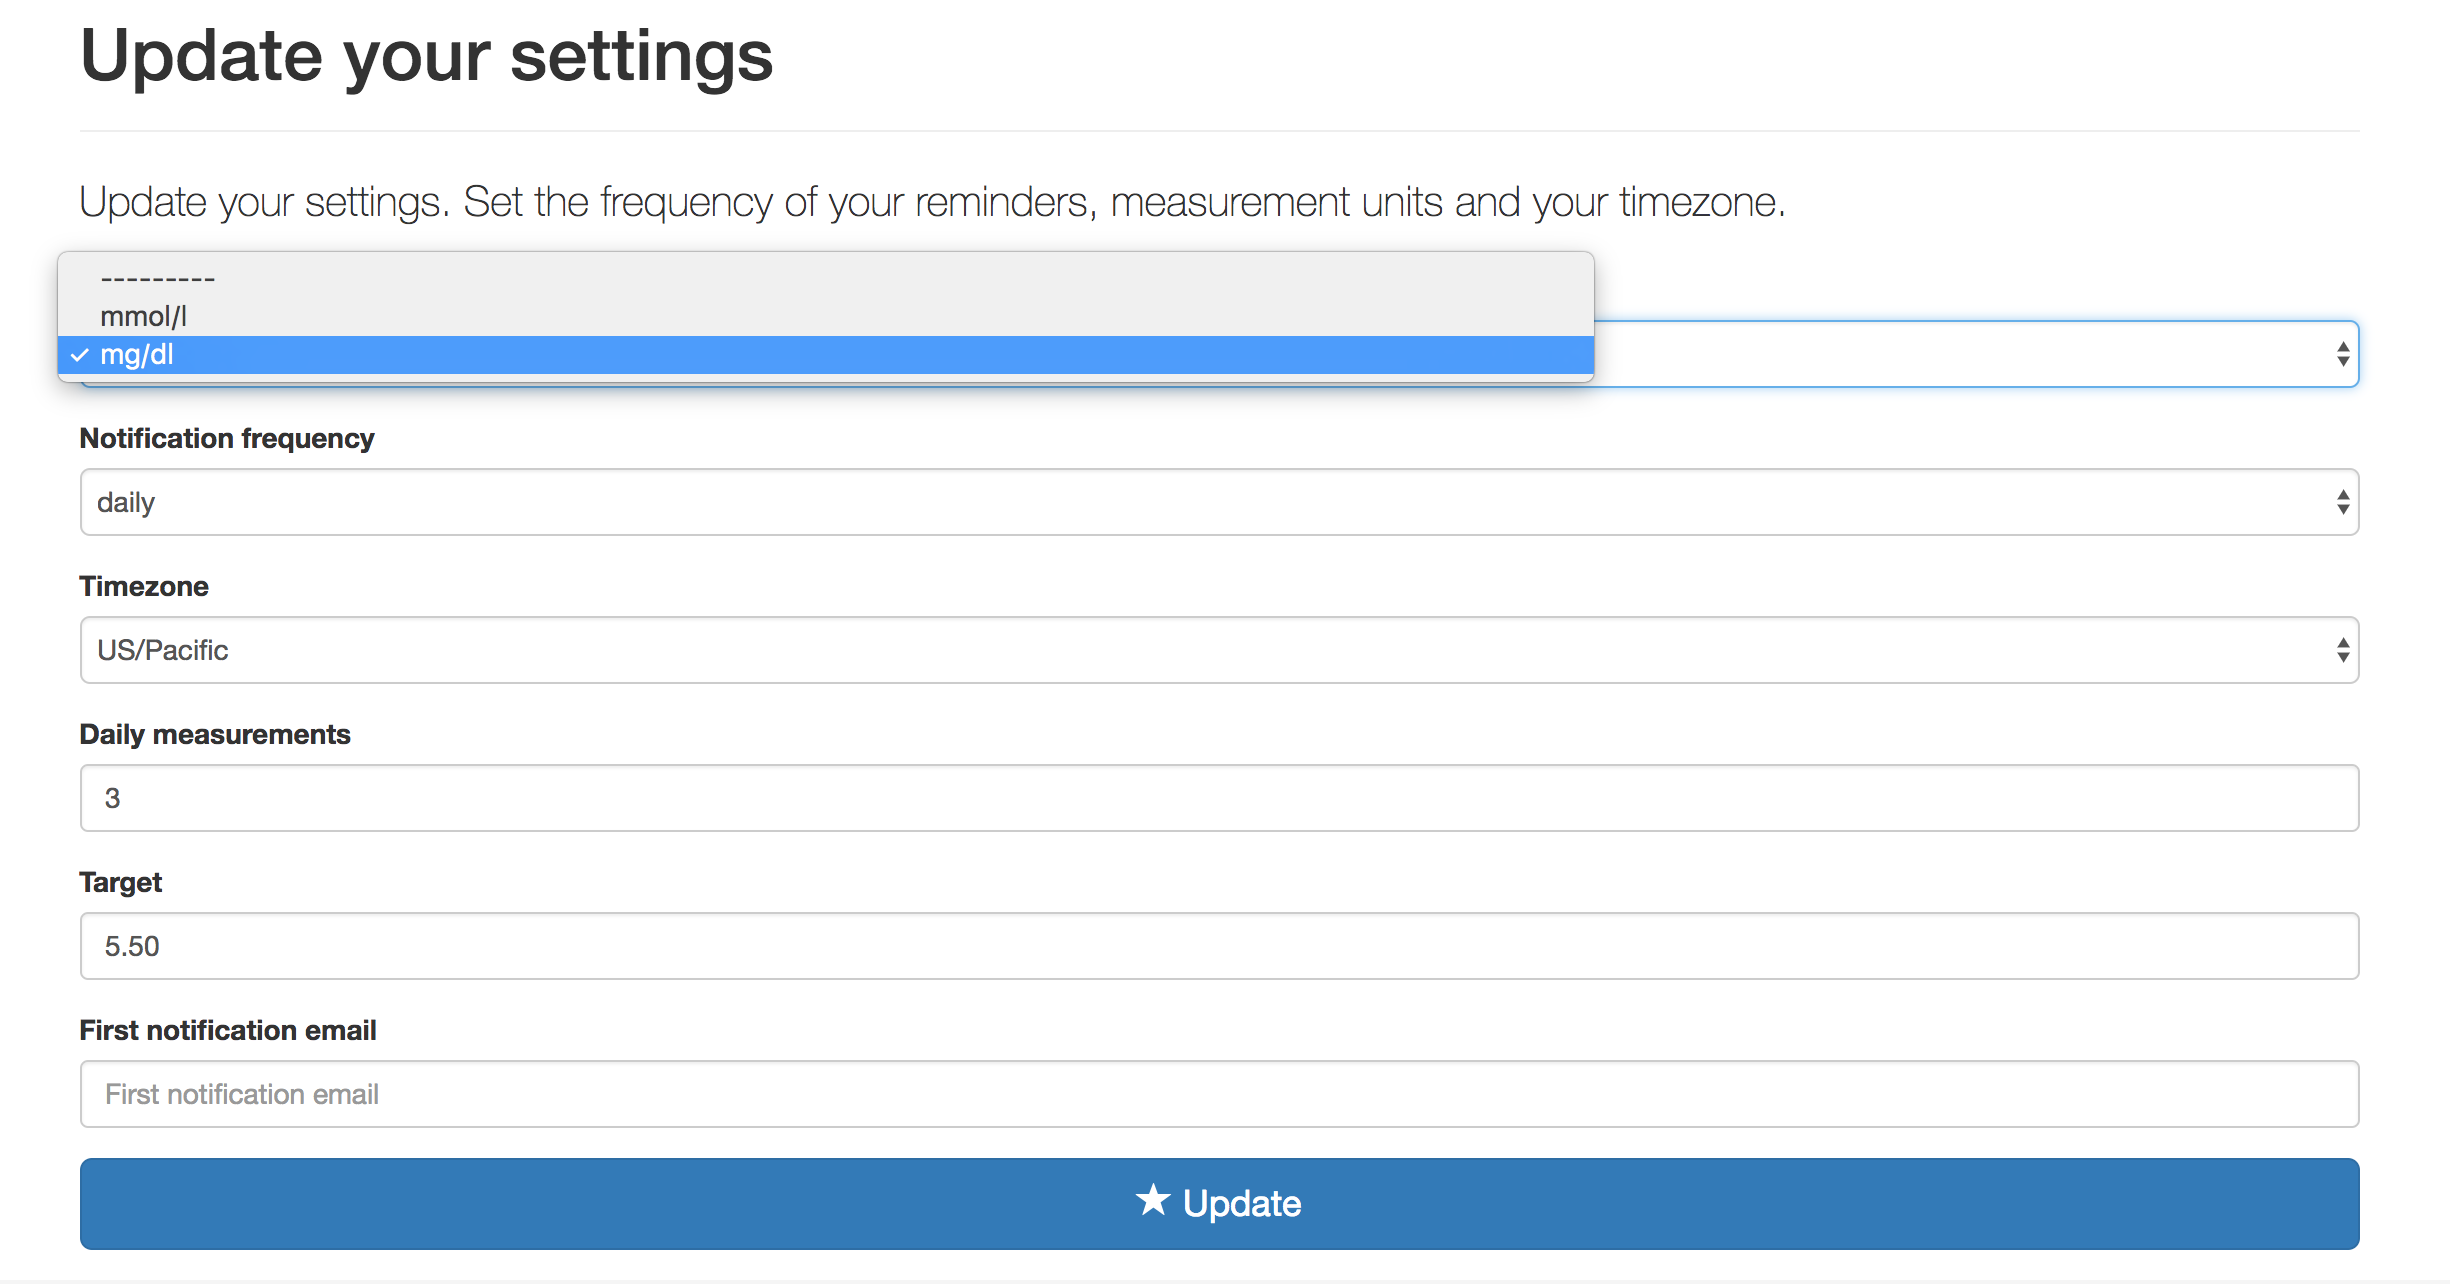 Update your settings
Update your settings. Set the frequency of your reminders, measurement units and your timezone.
---------
mmol/l
✓ mg/dl
Notification frequency
daily
Timezone
US/Pacific
Daily measurements
3
Target
5.50
First notification email
First notification email
★ Update